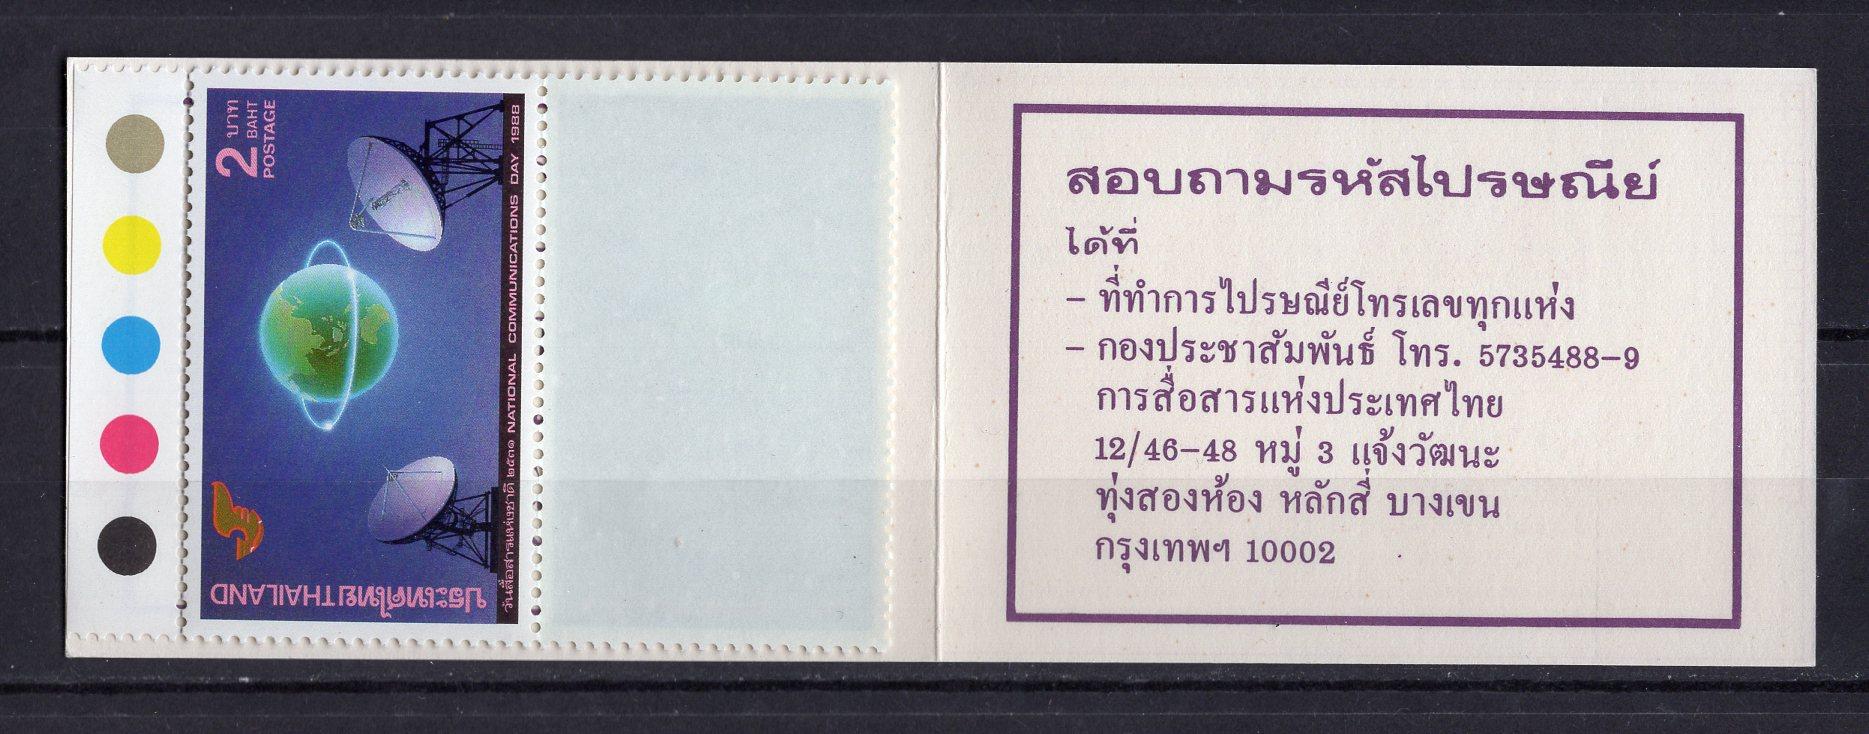 2 บาท
BAHT
POSTAGE
วันสื่อสารแห่งชาติ ๒๕๓๑ NATIONAL COMMUNICATIONS DAY 1988
ประเทศไทย THAILAND
สอบถามรหัสไปรษณีย์
ได้ที่
– ที่ทำการไปรษณีย์โทรเลขทุกแห่ง
– กองประชาสัมพันธ์ โทร. 5735488–9
การสื่อสารแห่งประเทศไทย
12/46–48 หมู่ 3 แจ้งวัฒนะ
ทุ่งสองห้อง หลักสี่ บางเขน
กรุงเทพฯ 10002